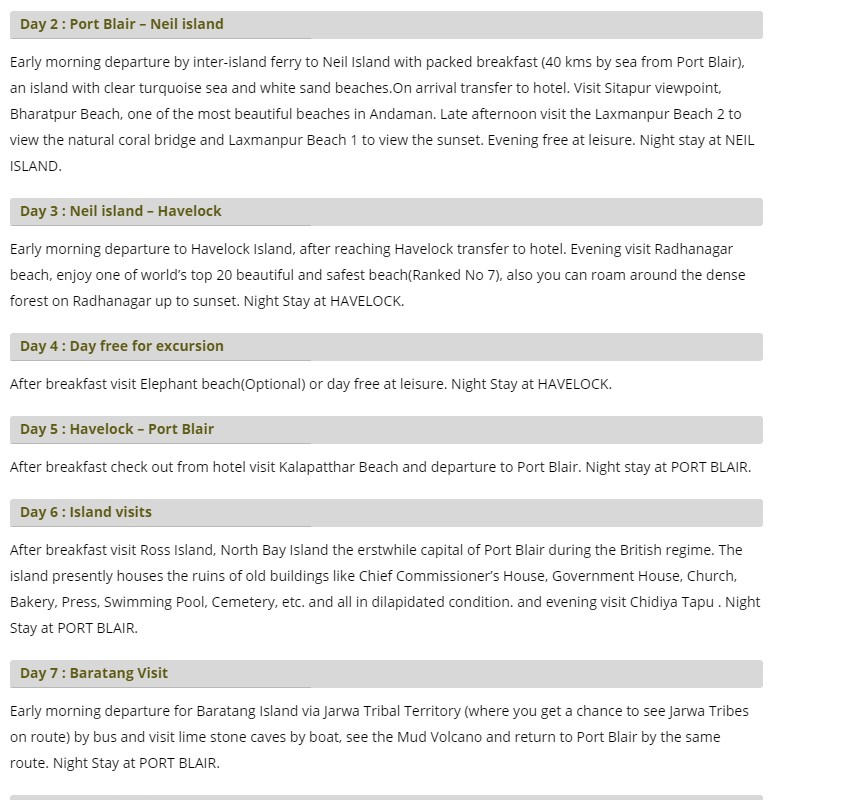 Day 2 : Port Blair – Neil island
Early morning departure by inter-island ferry to Neil Island with packed breakfast (40 kms by sea from Port Blair),
an island with clear turquoise sea and white sand beaches.On arrival transfer to hotel. Visit Sitapur viewpoint,
Bharatpur Beach, one of the most beautiful beaches in Andaman. Late afternoon visit the Laxmanpur Beach 2 to
view the natural coral bridge and Laxmanpur Beach 1 to view the sunset. Evening free at leisure. Night stay at NEIL
ISLAND.
Day 3 : Neil island – Havelock
Early morning departure to Havelock Island, after reaching Havelock transfer to hotel. Evening visit Radhanagar
beach, enjoy one of world’s top 20 beautiful and safest beach(Ranked No 7), also you can roam around the dense
forest on Radhanagar up to sunset. Night Stay at HAVELOCK.
Day 4 : Day free for excursion
After breakfast visit Elephant beach(Optional) or day free at leisure. Night Stay at HAVELOCK.
Day 5 : Havelock – Port Blair
After breakfast check out from hotel visit Kalapatthar Beach and departure to Port Blair. Night stay at PORT BLAIR.
Day 6 : Island visits
After breakfast visit Ross Island, North Bay Island the erstwhile capital of Port Blair during the British regime. The
island presently houses the ruins of old buildings like Chief Commissioner’s House, Government House, Church,
Bakery, Press, Swimming Pool, Cemetery, etc. and all in dilapidated condition. and evening visit Chidiya Tapu . Night
Stay at PORT BLAIR.
Day 7 : Baratang Visit
Early morning departure for Baratang Island via Jarwa Tribal Territory (where you get a chance to see Jarwa Tribes
on route) by bus and visit lime stone caves by boat, see the Mud Volcano and return to Port Blair by the same
route. Night Stay at PORT BLAIR.